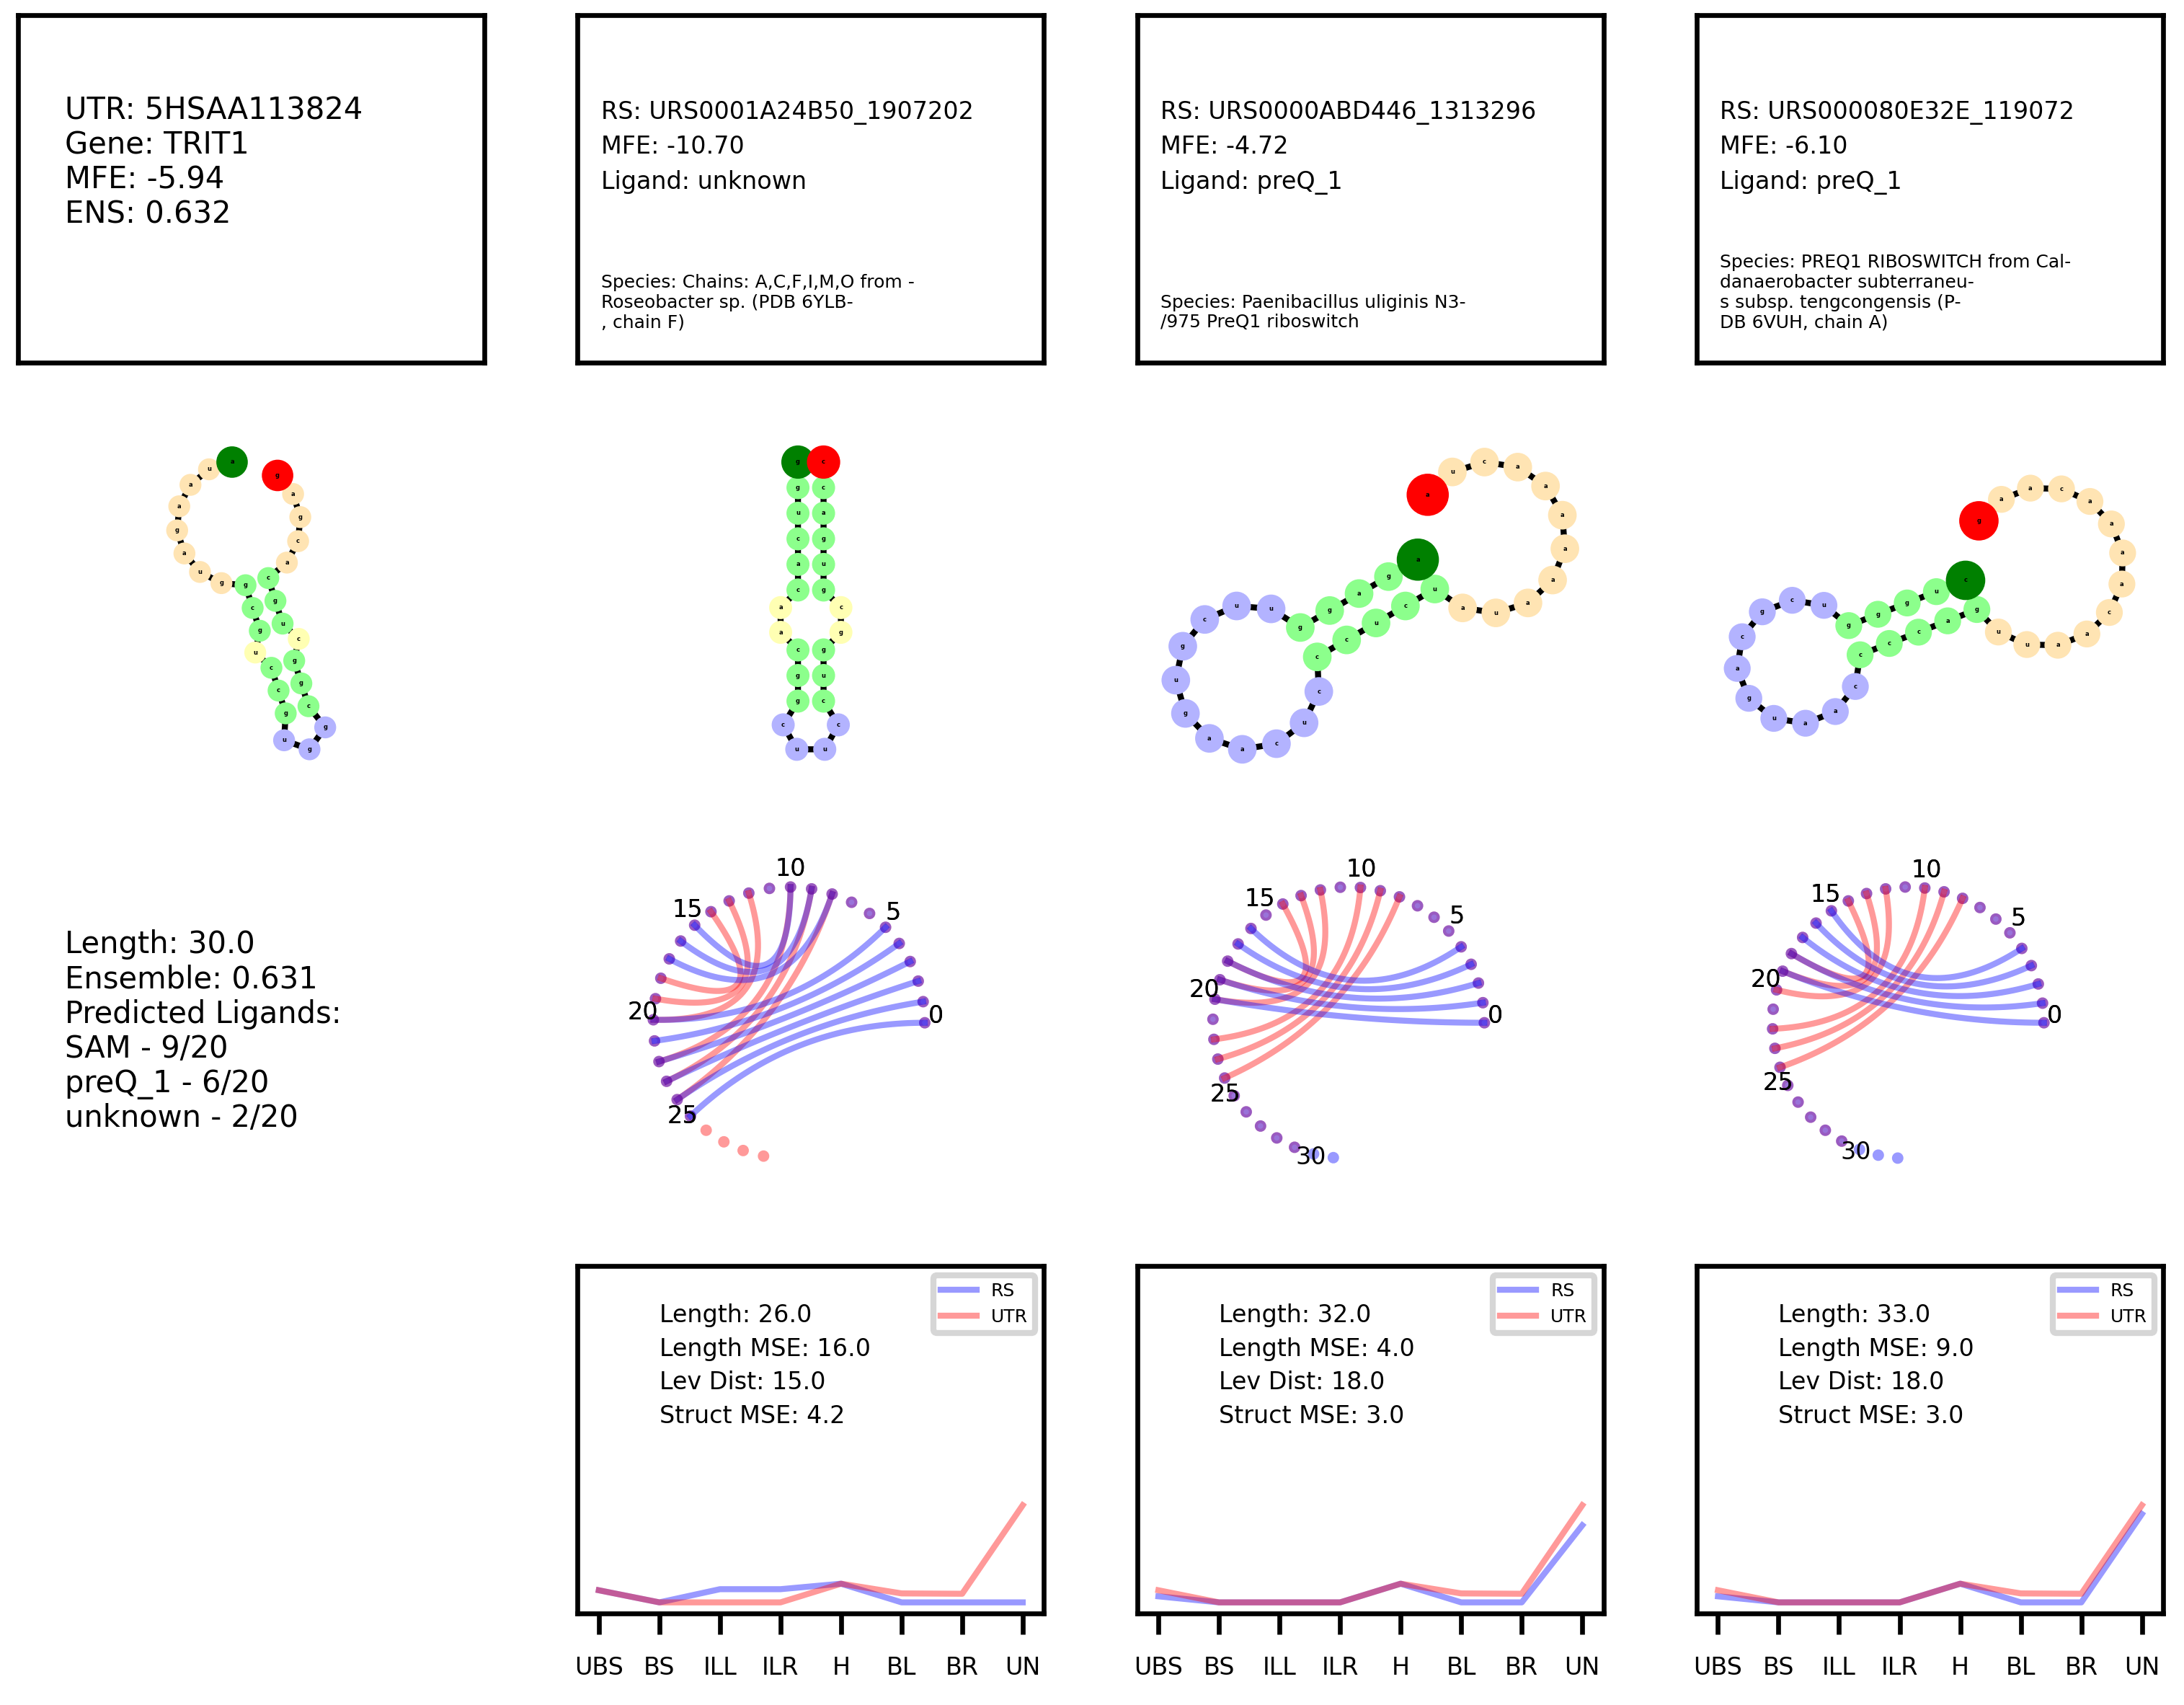 UTR: 5HSAA113824
Gene: TRIT1
MFE: -5.94
ENS: 0.632
RS: URS0001A24B50_1907202
MFE: -10.70
Ligand: unknown
Species: Chains: A,C,F,I,M,O from -
Roseobacter sp. (PDB 6YLB-
, chain F)
RS: URS0000ABD446_1313296
MFE: -4.72
Ligand: preQ_1
Species: Paenibacillus uliginis N3-
/975 PreQ1 riboswitch
RS: URS000080E32E_119072
MFE: -6.10
Ligand: preQ_1
Species: PREQ1 RIBOSWITCH from Cal-
danaerobacter subterraneu-
s subsp. tengcongensis (P-
DB 6VUH, chain A)
Length: 30.0
Ensemble: 0.631
Predicted Ligands:
SAM - 9/20
preQ_1 - 6/20
unknown - 2/20
0
5
10
15
20
25
0
5
10
15
20
25
30
0
5
10
15
20
25
30
RS
UTR
Length: 26.0
Length MSE: 16.0
Lev Dist: 15.0
Struct MSE: 4.2
UBS BS ILL ILR H BL BR UN
RS
UTR
Length: 32.0
Length MSE: 4.0
Lev Dist: 18.0
Struct MSE: 3.0
UBS BS ILL ILR H BL BR UN
RS
UTR
Length: 33.0
Length MSE: 9.0
Lev Dist: 18.0
Struct MSE: 3.0
UBS BS ILL ILR H BL BR UN